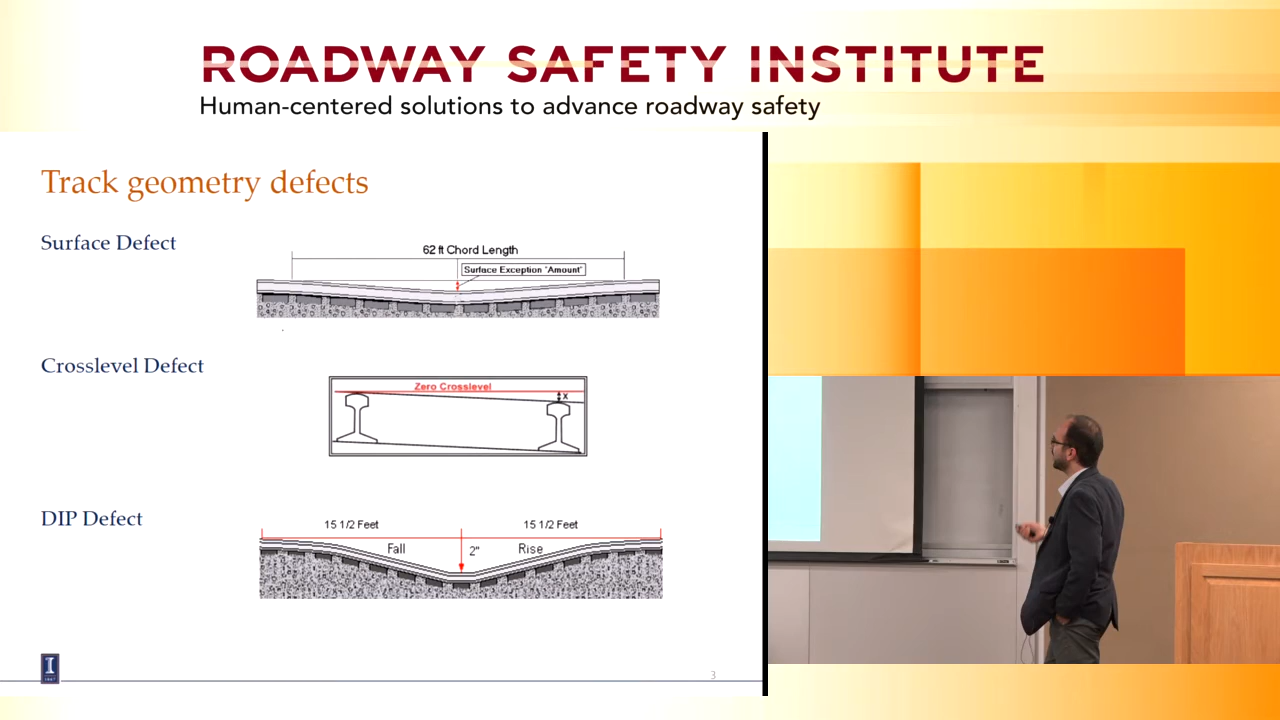 ROADWAY SAFETY INSTITUTE
Human-centered solutions to advance roadway safety
Track geometry defects
Surface Defect
62 ft Chord Length
Surface Exception "Amount"
Crosslevel Defect
Zero Crosslevel
X
DIP Defect
15 1/2 Feet
15 1/2 Feet
Fall
2"
Rise
I
1867
3